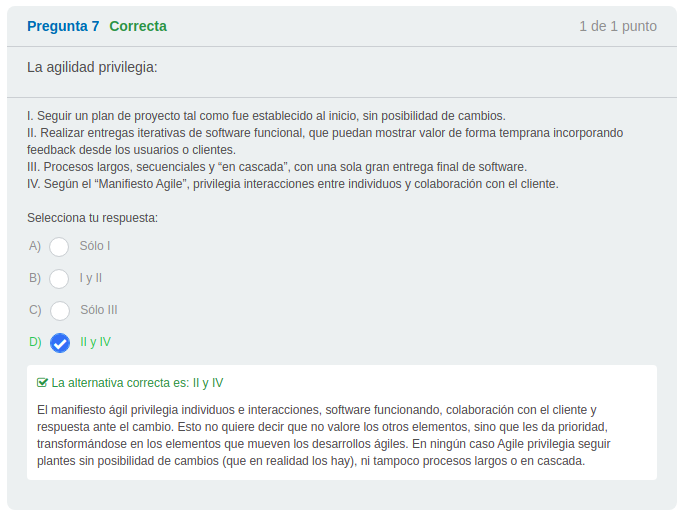 Pregunta 7 Correcta 1 de 1 punto
La agilidad privilegia:
I. Seguir un plan de proyecto tal como fue establecido al inicio, sin posibilidad de cambios.
II. Realizar entregas iterativas de software funcional, que puedan mostrar valor de forma temprana incorporando
feedback desde los usuarios o clientes.
III. Procesos largos, secuenciales y “en cascada”, con una sola gran entrega final de software.
IV. Según el “Manifiesto Agile”, privilegia interacciones entre individuos y colaboración con el cliente.
Selecciona tu respuesta:
A) Sólo I
B) I y II
C) Sólo III
D) II y IV
La alternativa correcta es: II y IV
El manifiesto ágil privilegia individuos e interacciones, software funcionando, colaboración con el cliente y
respuesta ante el cambio. Esto no quiere decir que no valore los otros elementos, sino que les da prioridad,
transformándose en los elementos que mueven los desarrollos ágiles. En ningún caso Agile privilegia seguir
plantes sin posibilidad de cambios (que en realidad los hay), ni tampoco procesos largos o en cascada.